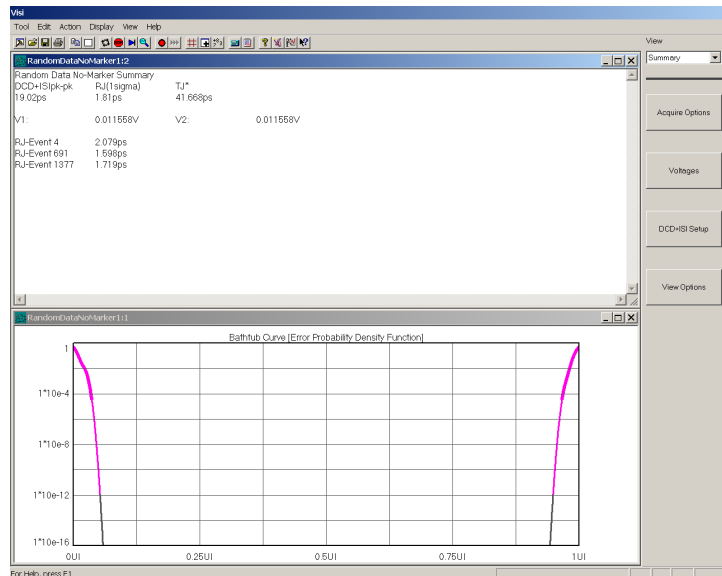 Visi
Tool Edit Action Display View Help
RandomDataNoMarker1:2
Random Data No-Marker Summary
DCD+ISIpk-pk RJ(1sigma) TJ*
19.02ps 1.81ps 41.668ps
V1: 0.011558V V2: 0.011558V
RJ-Event 4 2.079ps
RJ-Event 691 1.598ps
RJ-Event 1377 1.719ps
View
Summary
Acquire Options
Voltages
DCD+ISI Setup
View Options
RandomDataNoMarker1:1
Bathtub Curve [Error Probability Density Function]
1
1*10e-4
1*10e-8
1*10e-12
1*10e-16
0UI 0.25UI 0.5UI 0.75UI 1UI
For Help, press F1